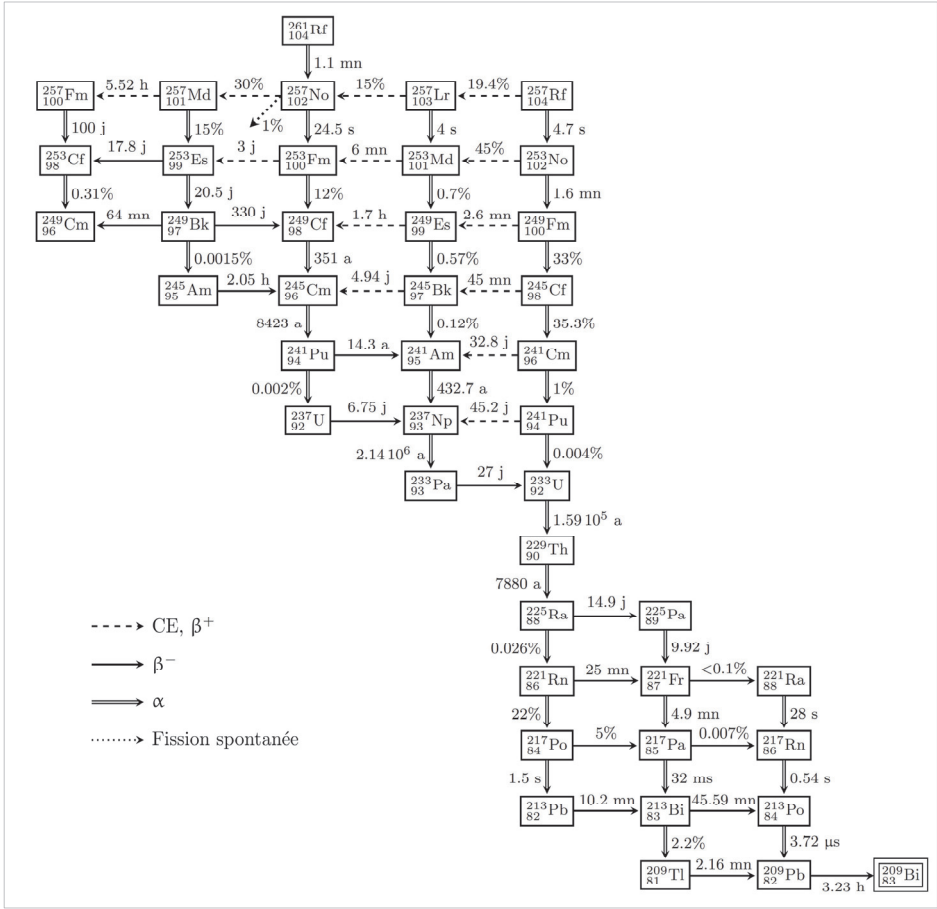 ²⁶¹₁₀₄Rf
1.1 mn
5.52 h 30% 15% 19.4%
²⁵⁷₁₀₀Fm ²⁵⁷₁₀₁Md ²⁵⁷₁₀₂No ²⁵⁷₁₀₃Lr ²⁵⁷₁₀₄Rf
100 j 15% 1% 24.5 s 4 s 4.7 s
17.8 j 3 j 6 mn 45%
²⁵³₉₈Cf ²⁵³₉₉Es ²⁵³₁₀₀Fm ²⁵³₁₀₁Md ²⁵³₁₀₂No
0.31% 20.5 j 12% 0.7% 1.6 mn
64 mn 330 j 1.7 h 2.6 mn
²⁴⁹₉₆Cm ²⁴⁹₉₇Bk ²⁴⁹₉₈Cf ²⁴⁹₉₉Es ²⁴⁹₁₀₀Fm
0.0015% 351 a 0.57% 33%
2.05 h 4.94 j 45 mn
²⁴⁵₉₅Am ²⁴⁵₉₆Cm ²⁴⁵₉₇Bk ²⁴⁵₉₈Cf
8423 a 0.12% 35.3%
14.3 a 32.8 j
²⁴¹₉₄Pu ²⁴¹₉₅Am ²⁴¹₉₆Cm
0.002% 432.7 a 1%
6.75 j 45.2 j
²³⁷₉₂U ²³⁷₉₃Np ²⁴¹₉₄Pu
2.14 10⁶ a 0.004%
27 j
²³³₉₃Pa ²³³₉₂U
1.59 10⁵ a
²²⁹₉₀Th
7880 a
14.9 j
²²⁵₈₈Ra ²²⁵₈₉Pa
0.026% 9.92 j
25 mn <0.1%
²²¹₈₆Rn ²²¹₈₇Fr ²²¹₈₈Ra
22% 4.9 mn 28 s
5% 0.007%
²¹⁷₈₄Po ²¹⁷₈₅Pa ²¹⁷₈₆Rn
1.5 s 32 ms 0.54 s
10.2 mn 45.59 mn
²¹³₈₂Pb ²¹³₈₃Bi ²¹³₈₄Po
2.2% 3.72 µs
2.16 mn 3.23 h
²⁰⁹₈₁Tl ²⁰⁹₈₂Pb ²⁰⁹₈₃Bi
CE, β⁺
β⁻
α
Fission spontanée